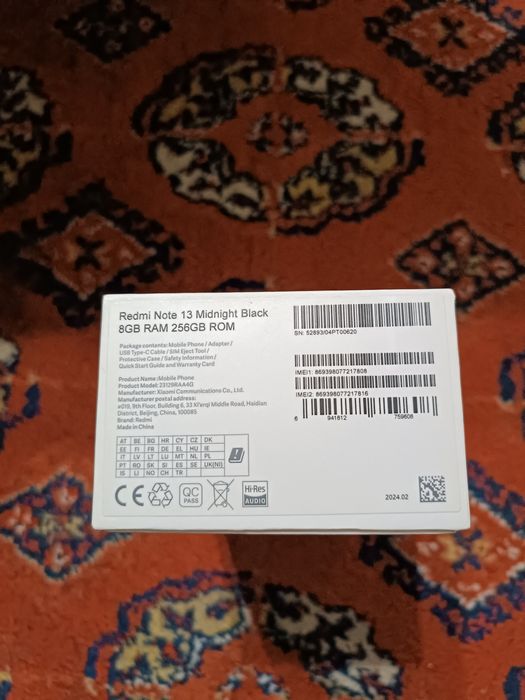 Redmi Note 13 Midnight Black
8GB RAM 256GB ROM
Package contents: Mobile Phone / Adapter /
USB Type-C Cable / SIM Eject Tool /
Protective Case / Safety Information /
Quick Start Guide and Warranty Card
Product Name: Mobile Phone
Product Model: 23129RAA4G
Manufacturer: Xiaomi Communications Co., Ltd.
Manufacturer postal address:
#019, 9th Floor, Building 6, 33 Xi'erqi Middle Road, Haidian
District, Beijing, China, 100085
Brand: Redmi
Made in China
AT BE BG HR CY CZ DK
EE FI FR DE EL HU IE
IT LV LT LU MT NL PL
PT RO SK SI ES SE UK(NI)
IS LI NO CH TR
CE
QC
PASS
Hi-Res
AUDIO
SN: 52893/04PT00620
IMEI1: 869398077217808
IMEI2: 869398077217816
6 941812 759606
2024.02